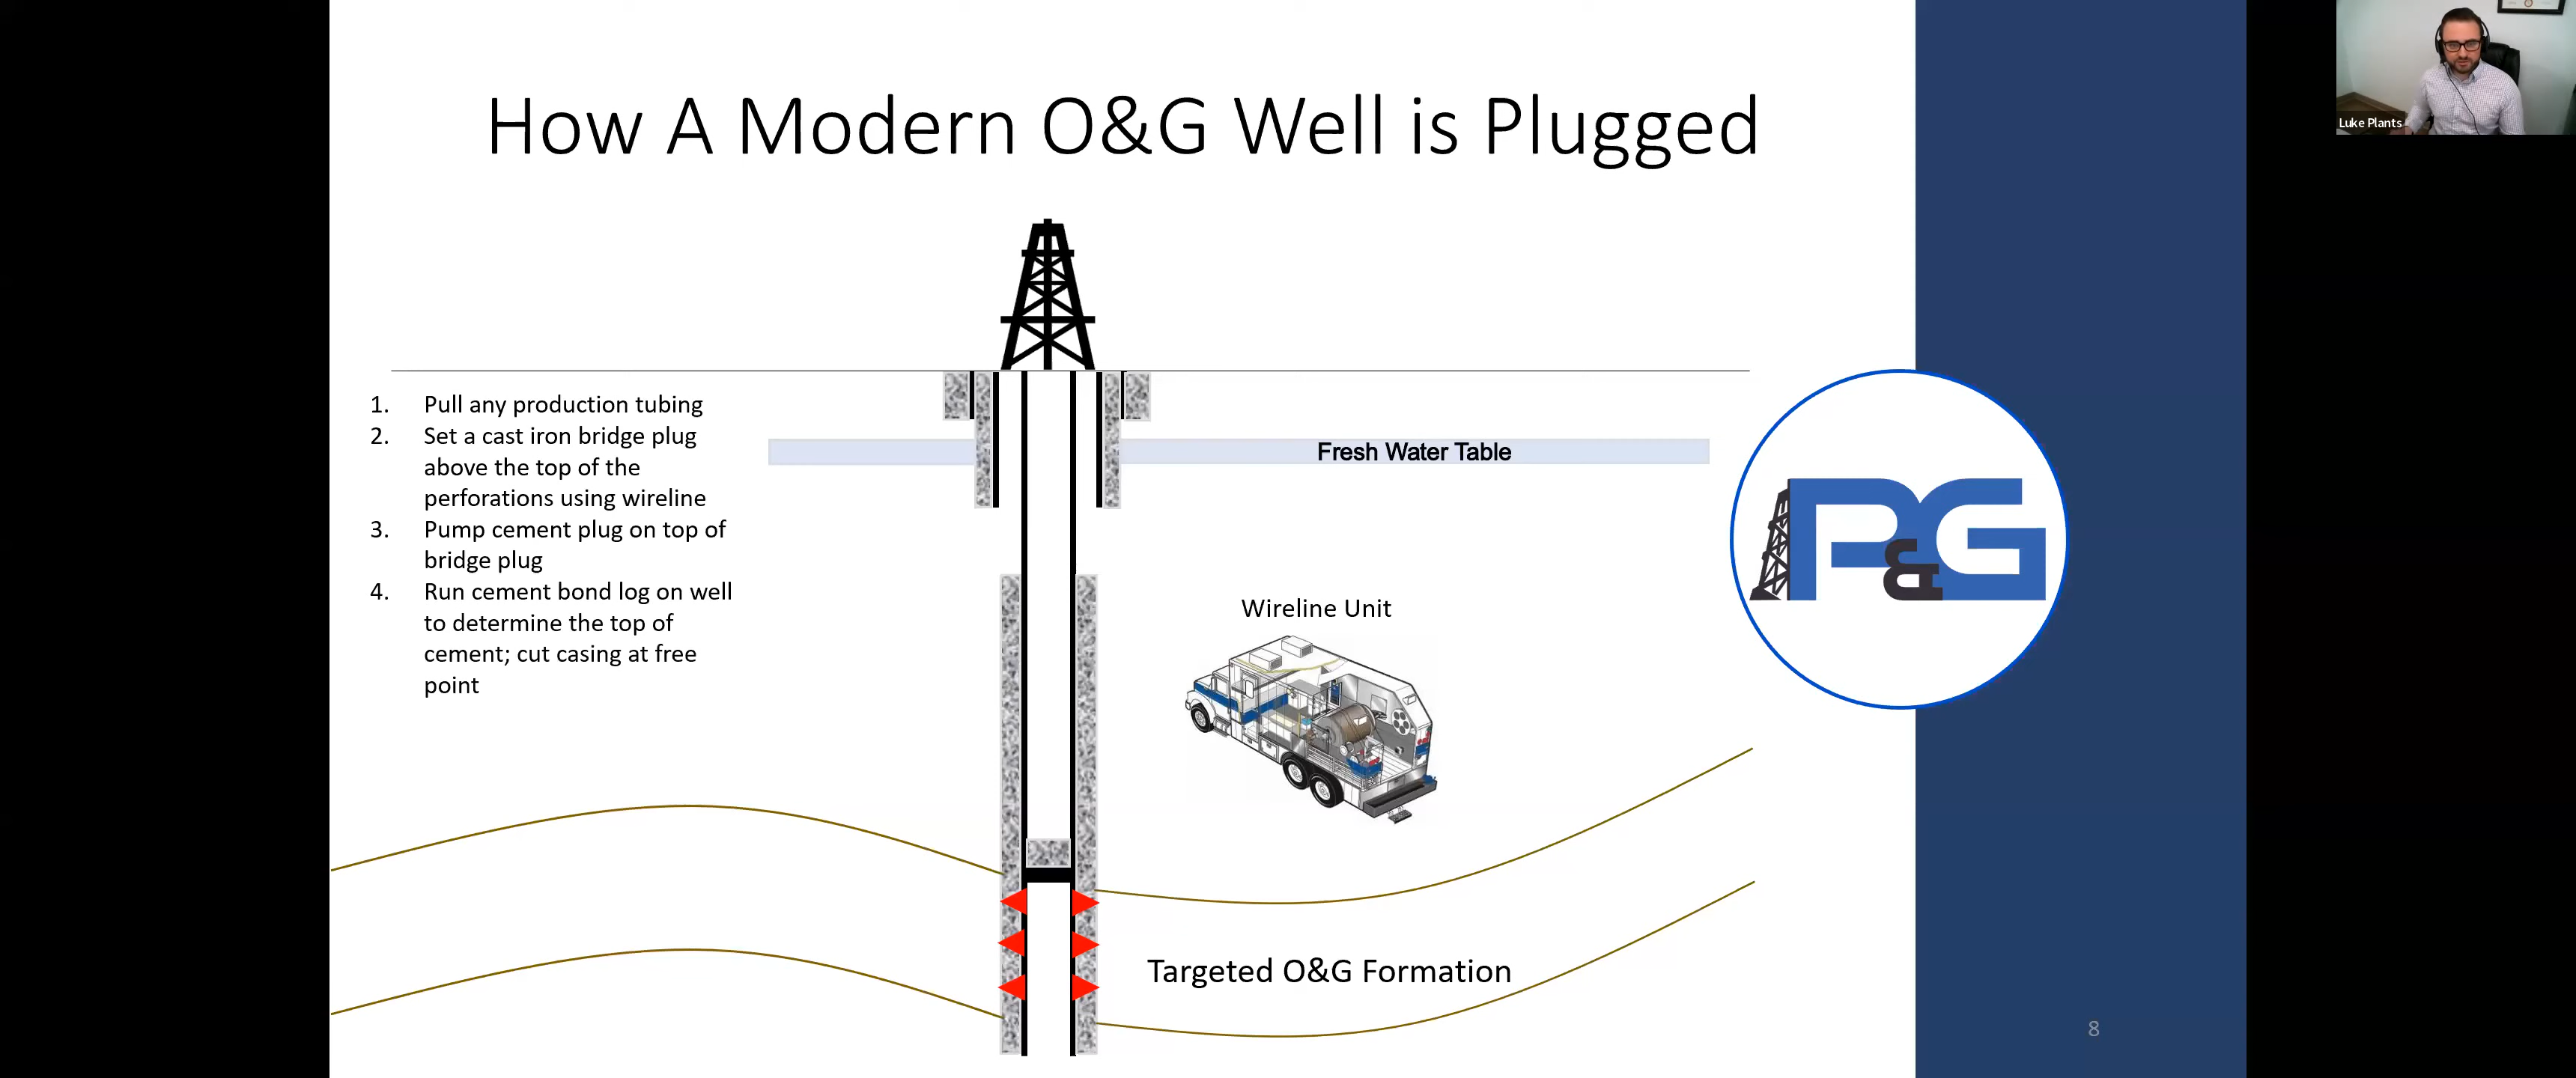 How A Modern O&G Well is Plugged
Luke Plants
1. Pull any production tubing
2. Set a cast iron bridge plug
above the top of the
perforations using wireline
3. Pump cement plug on top of
bridge plug
4. Run cement bond log on well
to determine the top of
cement; cut casing at free
point
Fresh Water Table
P&G
Wireline Unit
Targeted O&G Formation
8